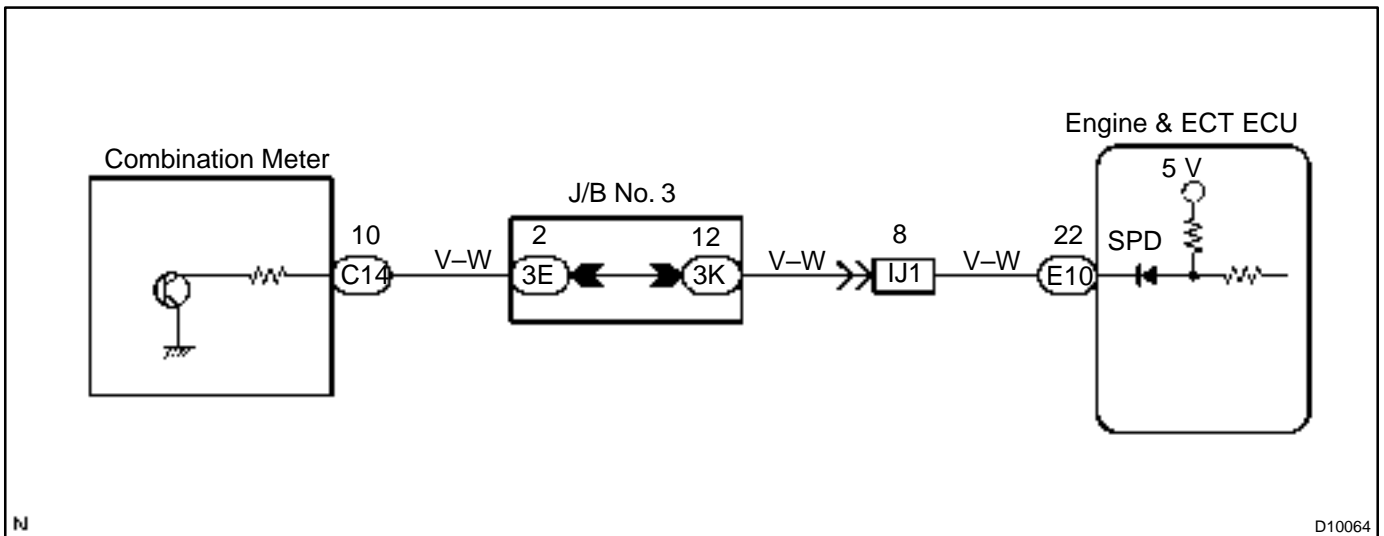 Engine & ECT ECU
Combination Meter
5 V
J/B No. 3
10
2
12
8
22
SPD
C14
V–W
3E
3K
V–W
IJ1
V–W
E10
N
D10064